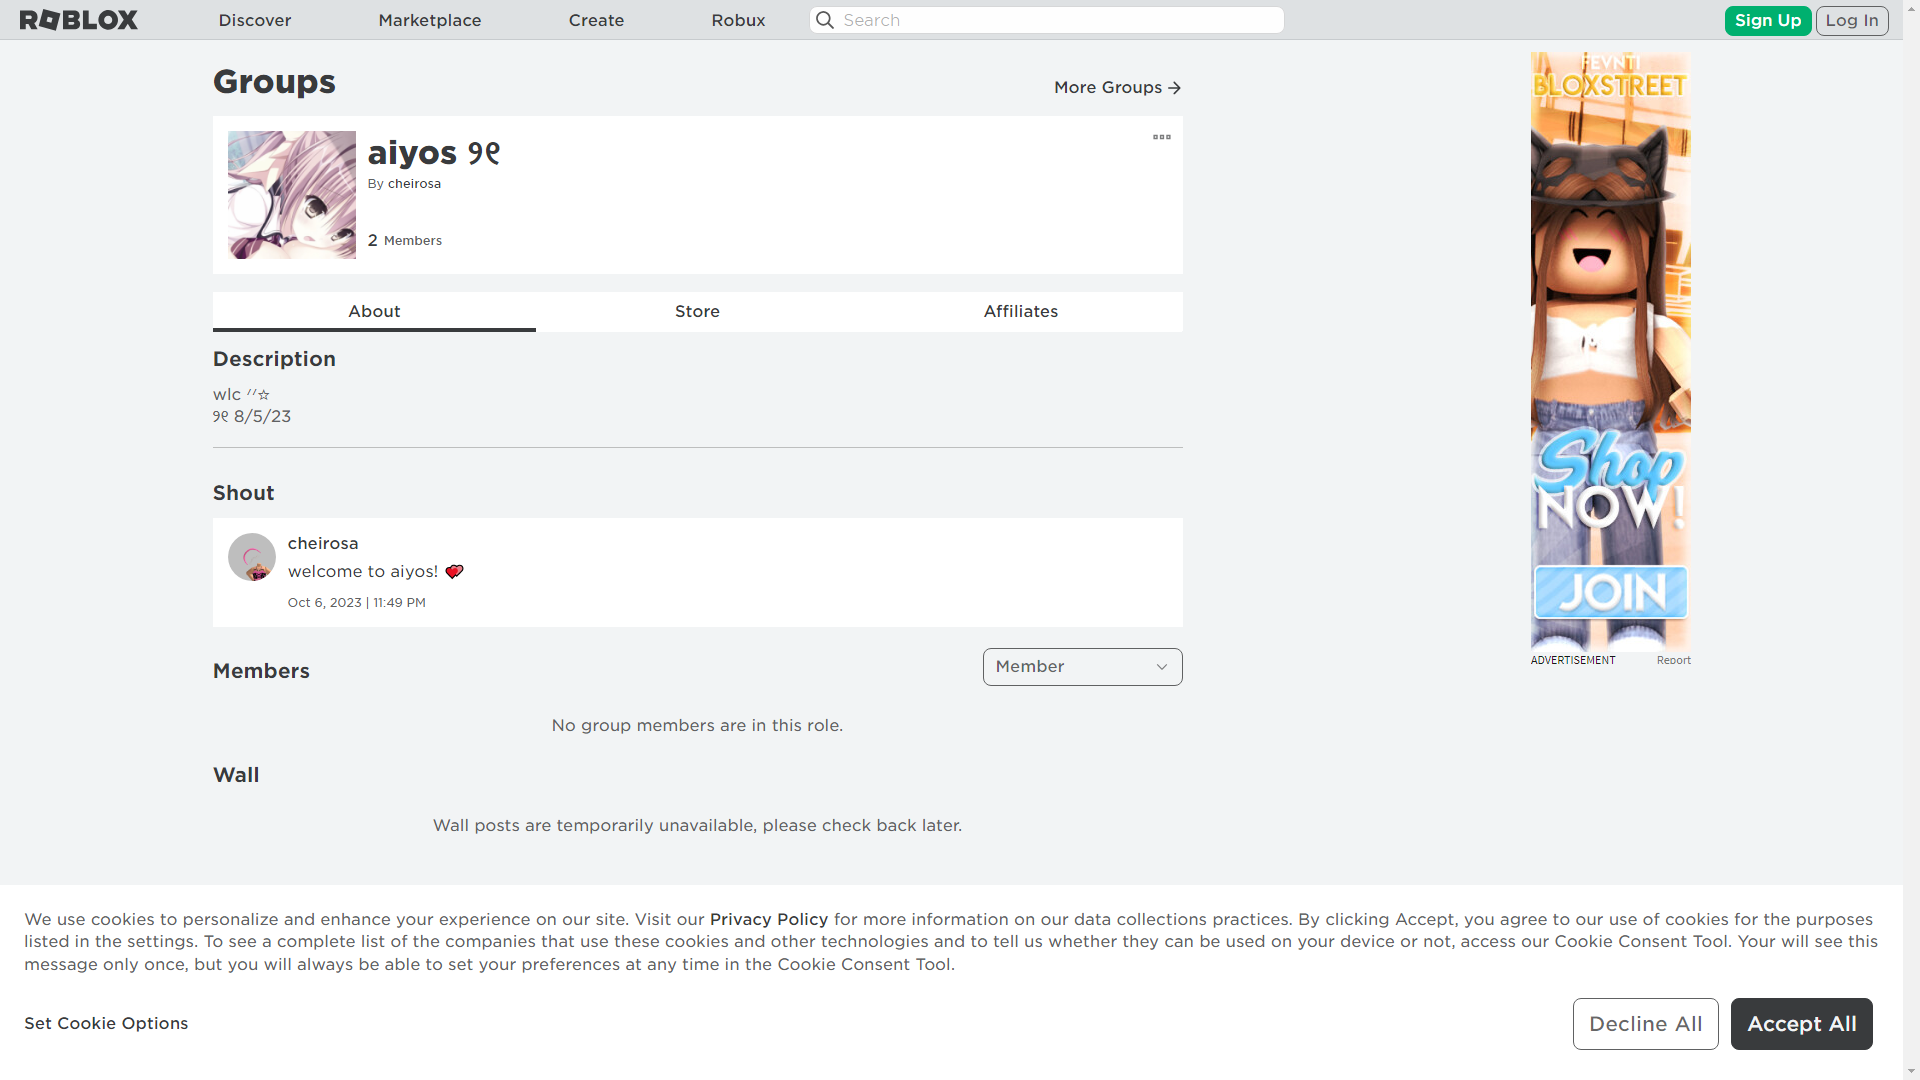 ROBLOX
Discover
Marketplace
Create
Robux
Search
Sign Up
Log In
Groups
More Groups →
aiyos ୨୧
By cheirosa
2 Members
About
Store
Affiliates
Description
wlc ᐟᐟ☆
୨୧ 8/5/23
Shout
cheirosa
welcome to aiyos! 💕
Oct 6, 2023 | 11:49 PM
Members
Member
No group members are in this role.
Wall
Wall posts are temporarily unavailable, please check back later.
FEVNTI
BLOXSTREET
Shop
NOW!
JOIN
ADVERTISEMENT
Report
We use cookies to personalize and enhance your experience on our site. Visit our Privacy Policy for more information on our data collections practices. By clicking Accept, you agree to our use of cookies for the purposes
listed in the settings. To see a complete list of the companies that use these cookies and other technologies and to tell us whether they can be used on your device or not, access our Cookie Consent Tool. Your will see this
message only once, but you will always be able to set your preferences at any time in the Cookie Consent Tool.
Set Cookie Options
Decline All
Accept All